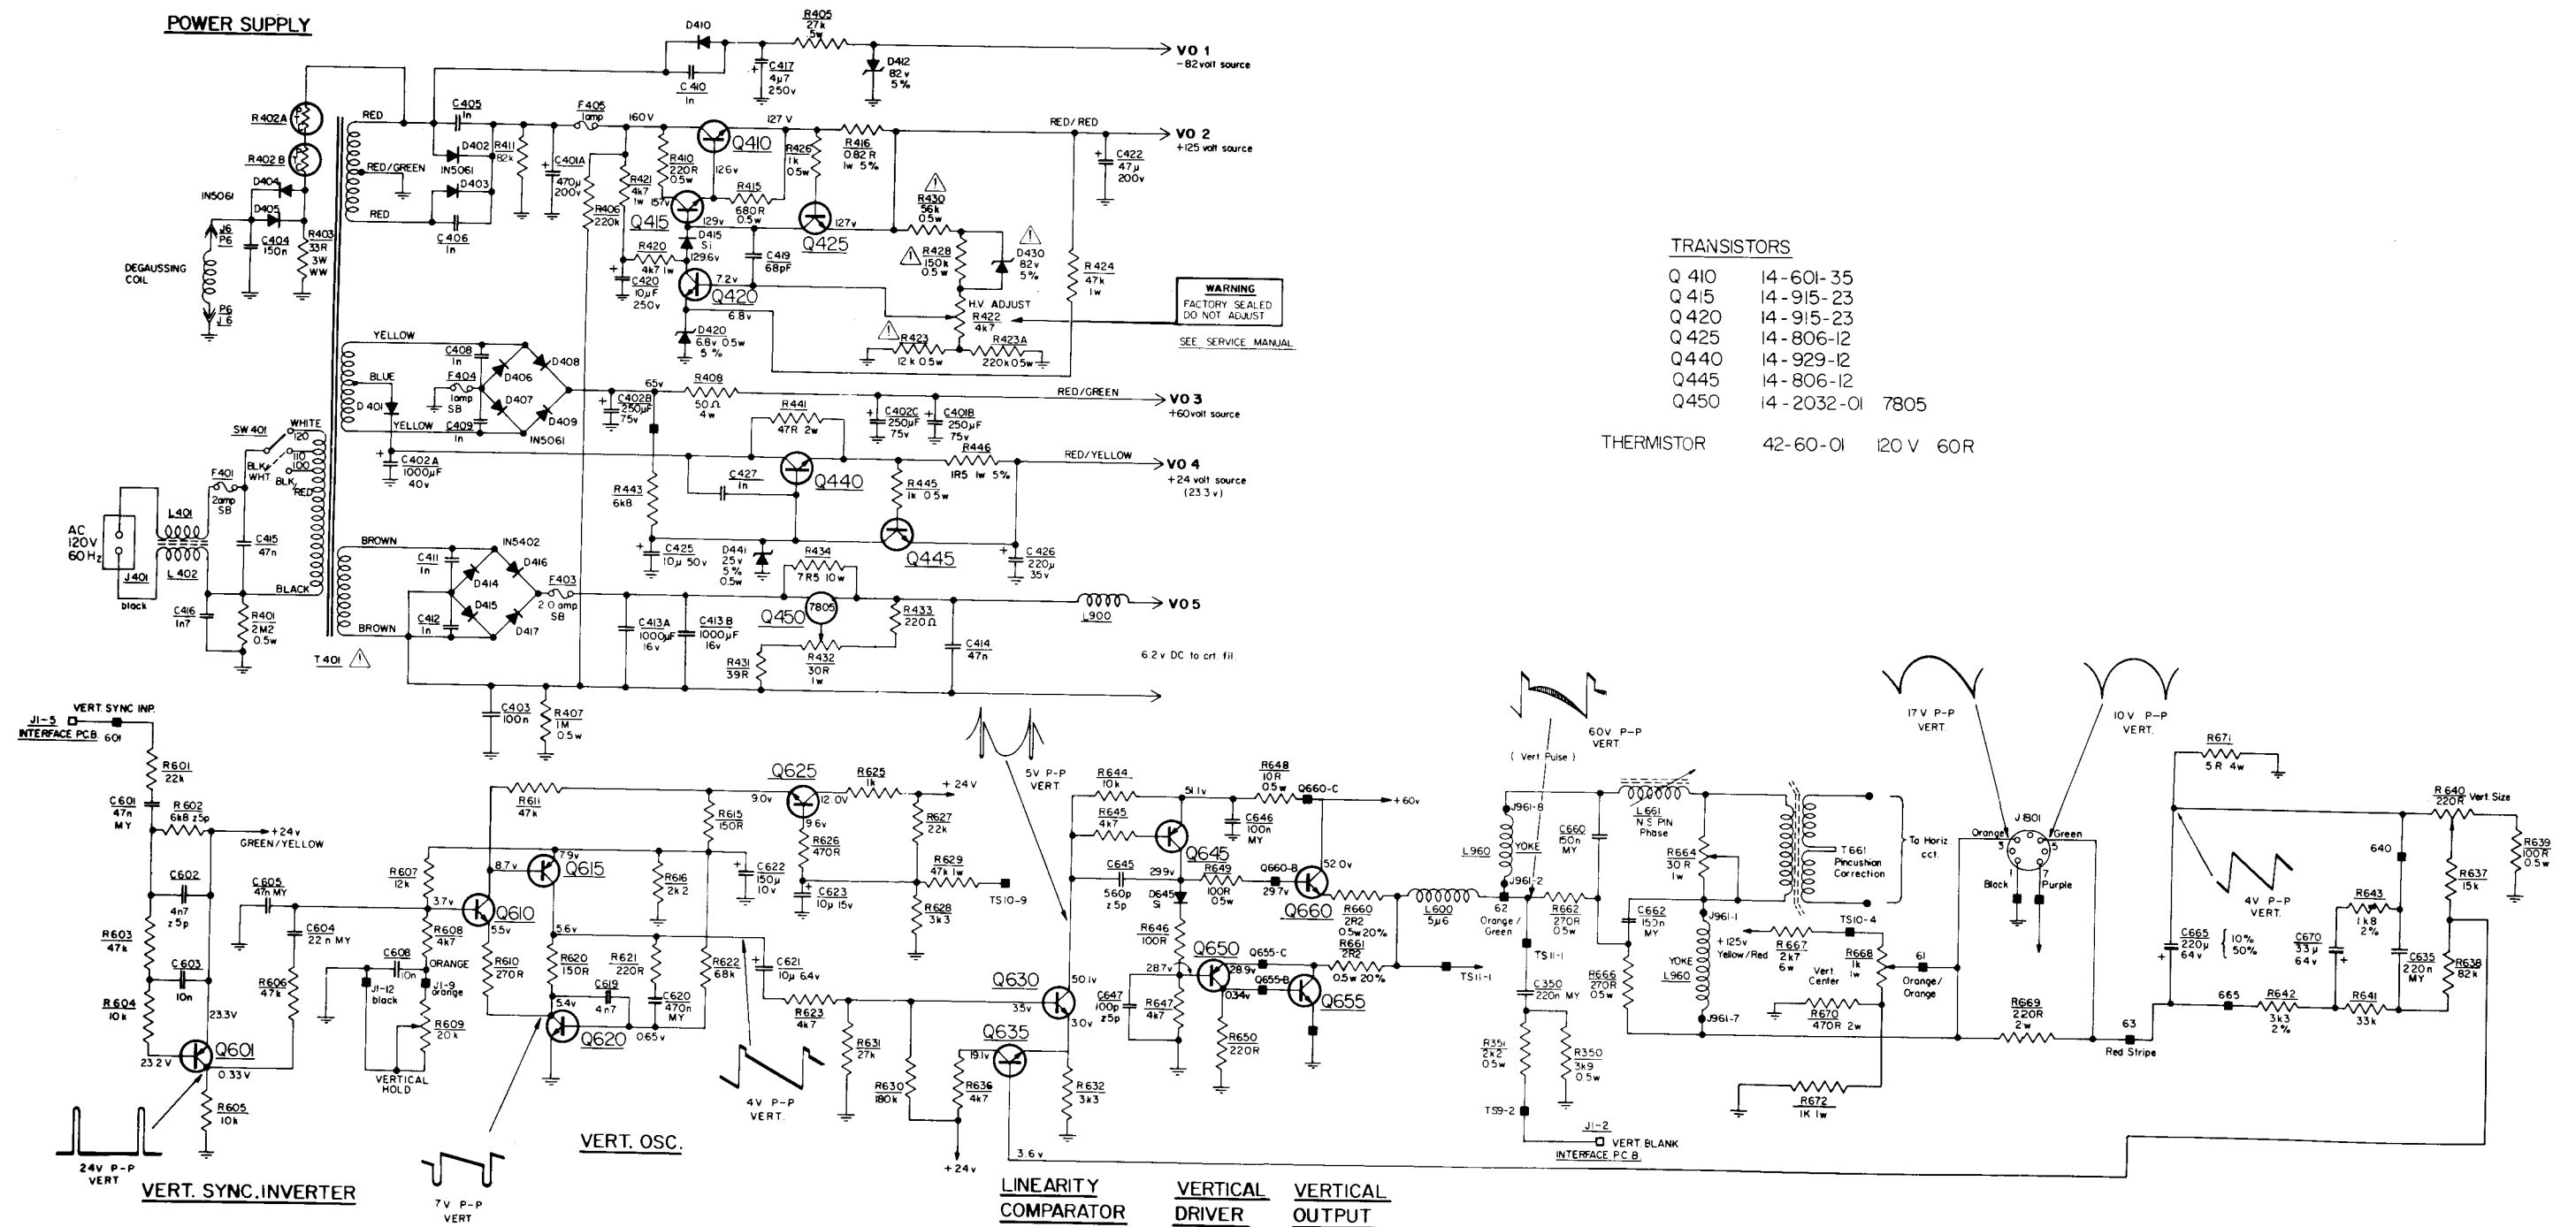 POWER SUPPLY
D410
R405
27k
.5w
VO 1
-82volt source
C417
4µ7
250v
D412
82v
5%
C410
1n
R402A
R402B
RED
C405
1n
F405
1amp
160V
127V
RED/RED
VO 2
+125 volt source
D402
IN5061
D403
R411
82k
C401A
470µ
200v
Q410
R426
1k
0.5w
R416
0.82R
1w 5%
C422
47µ
200v
RED/GREEN
R410
220R
0.5w
126v
R421
4k7
1w
R406
220k
R415
680R
0.5w
157v
129v
127v
Q415
Q425
D404
IN5061
D405
RED
C406
1n
R430
56k
0.5w
J6
P6
C404
150n
R403
33R
3W
WW
D415
Si
R420
4k7 1w
129.6v
C419
68pF
R428
150k
0.5w
D430
82v
5%
DEGAUSSING
COIL
P6
J6
C420
10µF
250v
7.2v
Q420
R424
47k
1w
6.8v
H.V. ADJUST
R422
4k7
WARNING
FACTORY SEALED
DO NOT ADJUST
SEE SERVICE MANUAL
D420
6.8v 0.5w
5%
R423
12k 0.5w
R423A
220k0.5w
YELLOW
C408
1n
D408
D406
BLUE
F404
1amp
SB
D401
D407
D409
YELLOW
C409
1n
IN5061
65v
R408
50Ω
4w
C402B
250µF
75v
RED/GREEN
VO 3
+60volt source
C402C
250µF
75v
C401B
250µF
75v
R441
47R 2w
SW401
WHITE
120
110
100
BLK/
WHT
BLK/
RED
C402A
1000µF
40v
R446
1R5 1w 5%
RED/YELLOW
VO 4
+24 volt source
(23.3v)
C427
1n
Q440
R445
1k 0.5w
R443
6k8
F401
2amp
SB
L401
AC
120V
60Hz
C415
47n
J401
black
L402
BROWN
C411
1n
IN5402
D416
D414
F403
2.0 amp
SB
D415
C412
1n
D417
BROWN
C425
10µ 50v
D441
25v
5%
0.5w
R434
7R5 10w
Q445
C426
220µ
35v
BLACK
C416
1n7
R401
2M2
0.5w
T401
7805
Q450
R433
220Ω
L900
VO 5
C413A
1000µF
16v
C413B
1000µF
16v
R431
39R
R432
30R
1w
C414
47n
6.2v DC to crt. fil.
C403
100n
R407
1M
0.5w
TRANSISTORS
Q410 14-601-35
Q415 14-915-23
Q420 14-915-23
Q425 14-806-12
Q440 14-929-12
Q445 14-806-12
Q450 14-2032-01 7805
THERMISTOR 42-60-01 120V 60R
VERT. SYNC INP.
J1-5
INTERFACE P.C.B. 601
R601
22k
C601
47n
MY
R602
6k8 z5p
+24v
GREEN/YELLOW
C602
4n7
z5p
R603
47k
C603
10n
R604
10k
23.3V
Q601
23.2V
0.33V
R605
10k
24V P-P
VERT
VERT. SYNC. INVERTER
C605
47n MY
C604
22n MY
R606
47k
R607
12k
3.7v
R608
4k7
C608
10n
ORANGE
J1-12
black
J1-9
orange
R609
20k
VERTICAL
HOLD
R611
47k
8.7v
7.9v
Q615
Q610
5.5v
R610
270R
5.6v
R620
150R
R621
220R
5.4v
C619
4n7
C620
470n
MY
Q620
0.65v
R622
68k
R616
2k2
R615
150R
9.0v
Q625
12.0V
R625
1k
+24v
9.6v
R626
470R
R627
22k
C622
150µ
10v
C623
10µ 15v
R629
47k 1w
TS10-9
R628
3k3
C621
10µ 6.4v
R623
4k7
R631
27k
R630
180k
R636
4k7
+24v
7V P-P
VERT
4V P-P
VERT.
VERT. OSC.
5V P-P
VERT.
Q630
3.5v
50.1v
3.0v
Q635
19.1v
R632
3k3
3.6v
LINEARITY
COMPARATOR
R644
10k
R645
4k7
51.1v
R648
10R
0.5w
Q660-C
+60v
C646
100n
MY
Q645
C645
560p
z5p
29.9v
R649
100R
0.5w
Q660-B
29.7v
52.0v
D645
Si
Q660
R646
100R
R660
2R2
0.5w 20%
L600
5µ6
Q650
Q655-C
28.7v
28.9v
R661
2R2
0.5w 20%
TS11-1
C647
100p
z5p
R647
4k7
0.34v
Q655-B
Q655
R650
220R
VERTICAL
DRIVER
VERTICAL
OUTPUT
60V P-P
VERT.
(Vert. Pulse)
J961-8
YOKE
L960
J961-2
62
Orange/
Green
C660
150n
MY
L661
N.S PIN
Phase
R664
30R
1w
T661
Pincushion
Correction
To Horiz
cct.
R662
270R
0.5w
C662
150n
MY
J961-1
+125v
Yellow/Red
YOKE
L960
R667
2k7
6w
TS10-4
R668
1k
1w
Vert.
Center
61
Orange/
Orange
R666
270R
0.5w
R670
470R 2w
J961-7
TS11-1
C350
220n MY
R351
2k2
0.5w
R350
3k9
0.5w
TS9-2
J1-2
VERT. BLANK
INTERFACE P.C.B.
R672
1K 1w
17V P-P
VERT.
10V P-P
VERT.
J801
Orange
3
Green
5
1
Black
7
Purple
R669
220R
2w
63
Red Stripe
R671
5R 4w
R640
220R
Vert. Size
640
R639
100R
0.5w
R637
15k
4V P-P
VERT.
R643
1k8
2%
C665
220µ
64v
10%
50%
C670
33µ
64v
C635
220n
MY
R638
82k
665
R642
3k3
2%
R641
33k